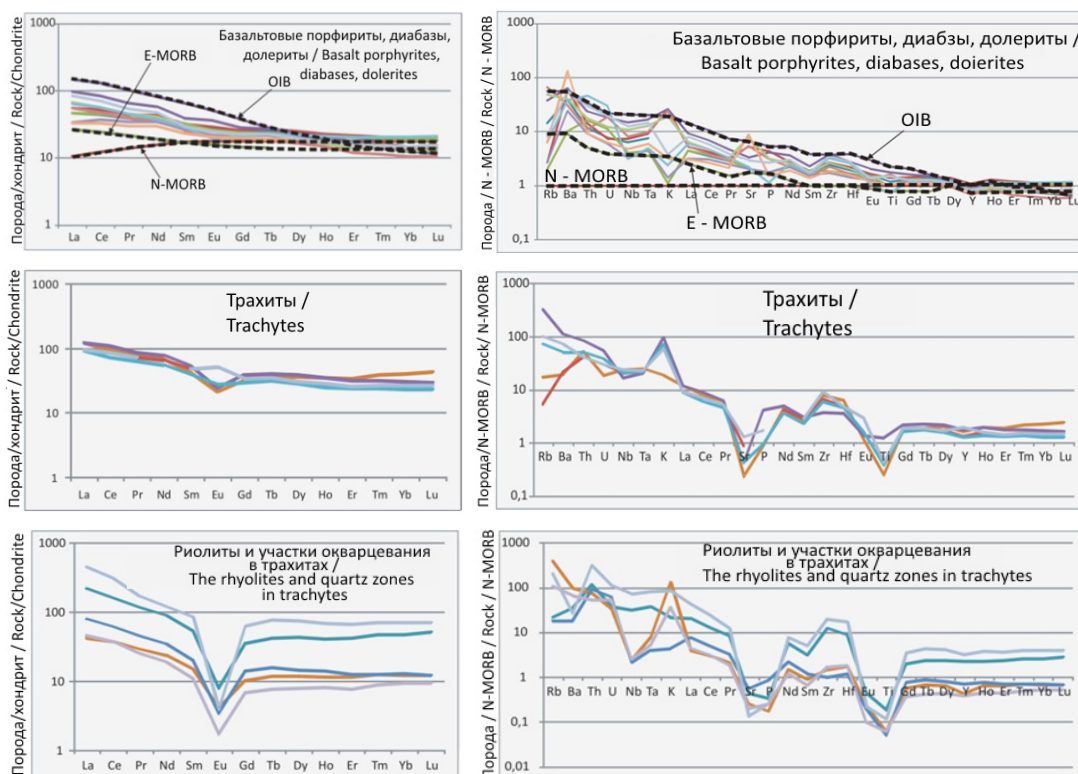 Порода/хондрит / Rock/Chondrite
1000
100
10
1
Базальтовые порфириты, диабазы,
долериты / Basalt porphyrites,
diabases, dolerites
E-MORB
OIB
N-MORB
La Ce Pr Nd Sm Eu Gd Tb Dy Ho Er Tm Yb Lu
Порода / N - MORB / Rock / N - MORB
1000
100
10
1
0,1
Базальтовые порфириты, диабзы, долериты /
Basalt porphyrites, diabases, doierites
OIB
N - MORB
E - MORB
Rb Ba Th U Nb Ta K La Ce Pr Sr P Nd Sm Zr Hf Eu Ti Gd Tb Dy Y Ho Er Tm Yb Lu
Порода/хондрит / Rock/Chondrite
1000
100
10
1
Трахиты /
Trachytes
La Ce Pr Nd Sm Eu Gd Tb Dy Ho Er Tm Yb Lu
Порода/N-MORB / Rock/ N-MORB
1000
100
10
1
0,1
Трахиты /
Trachytes
Rb Ba Th U Nb Ta K La Ce Pr Sr P Nd Sm Zr Hf Eu Ti Gd Tb Dy Y Ho Er Tm Yb Lu
Порода/хондрит / Rock/Chondrite
1000
100
10
1
Риолиты и участки окварцевания
в трахитах /
The rhyolites and quartz zones
in trachytes
La Ce Pr Nd Sm Eu Gd Tb Dy Ho Er Tm Yb Lu
Порода / N-MORB / Rock / N-MORB
1000
100
10
1
0,1
0,01
Риолиты и участки окварцевания
в трахитах /
The rhyolites and quartz zones in trachytes
Rb Ba Th U Nb Ta K La Ce Pr Sr P Nd Sm Zr Hf Eu Ti Gd Tb Dy Y Ho Er Tm Yb Lu